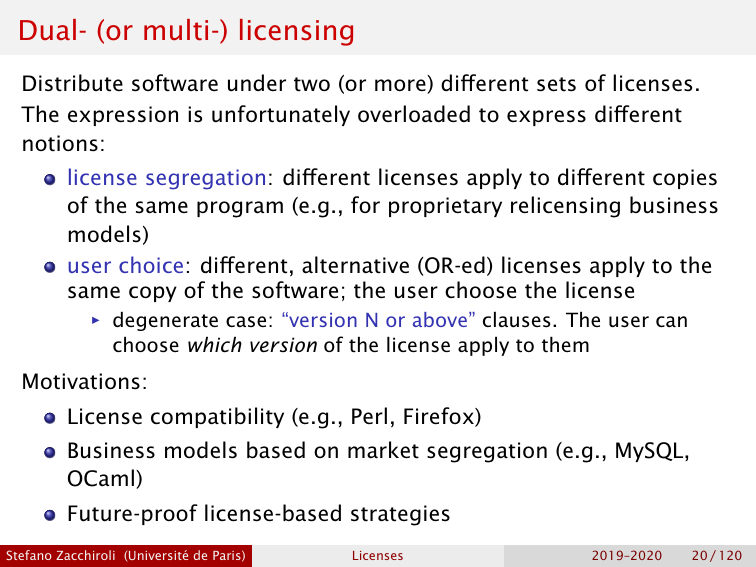 Dual- (or multi-) licensing
Distribute software under two (or more) different sets of licenses.
The expression is unfortunately overloaded to express different
notions:
license segregation: different licenses apply to different copies
of the same program (e.g., for proprietary relicensing business
models)
user choice: different, alternative (OR-ed) licenses apply to the
same copy of the software; the user choose the license
degenerate case: “version N or above” clauses. The user can
choose which version of the license apply to them
Motivations:
License compatibility (e.g., Perl, Firefox)
Business models based on market segregation (e.g., MySQL,
OCaml)
Future-proof license-based strategies
Stefano Zacchiroli (Université de Paris) Licenses 2019–2020 20 / 120